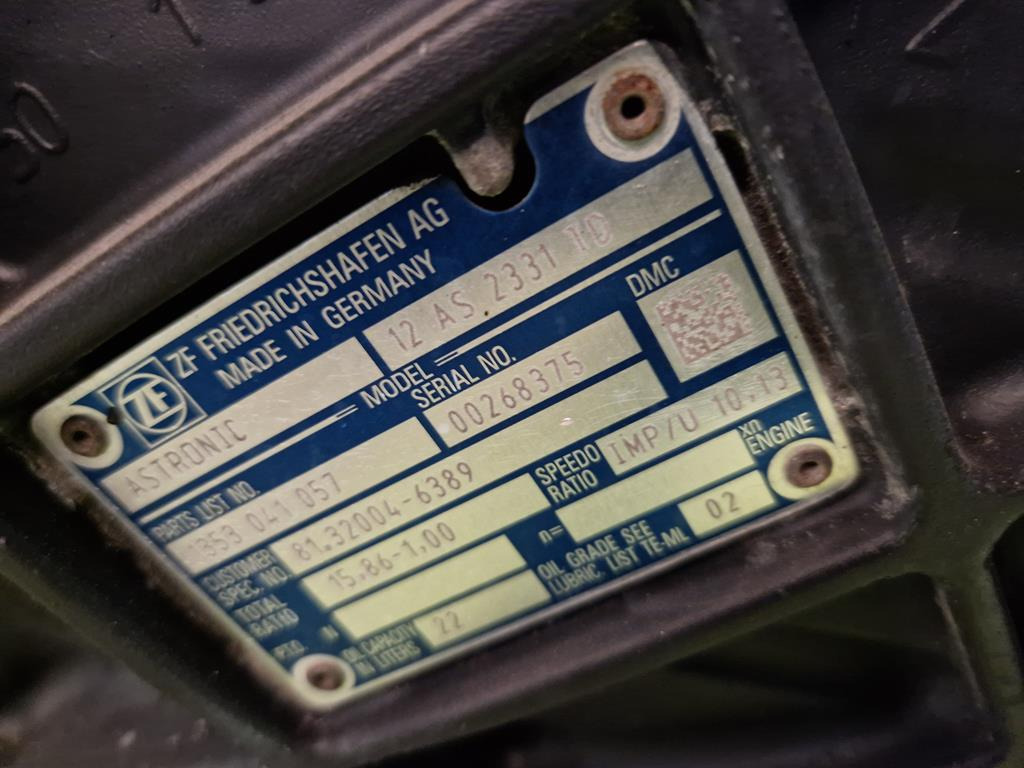 ZF
ZF FRIEDRICHSHAFEN AG
MADE IN GERMANY
ASTRONIC
= MODEL =
12 AS 2331 TD
PARTS LIST NO.
1353 041 057
SERIAL NO.
00268375
DMC
CUSTOMER
SPEC. NO.
81.32004-6389
TOTAL
RATIO
15.86-1.00
SPEEDO
RATIO
IMP/U 10,13
P.T.O.
n
n=
xn
ENGINE
OIL CAPACITY
IN LITERS
22
OIL GRADE SEE
LUBRIC. LIST TE-ML
02